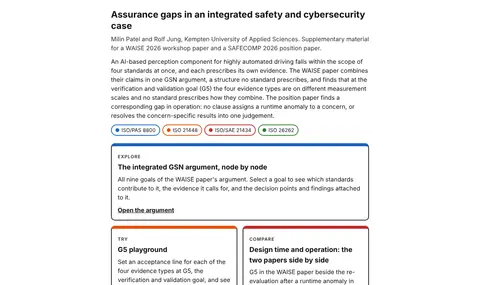 Assurance gaps in an integrated safety and cybersecurity
case
Milin Patel and Rolf Jung, Kempten University of Applied Sciences. Supplementary material
for a WAISE 2026 workshop paper and a SAFECOMP 2026 position paper.
An AI-based perception component for highly automated driving falls within the scope of
four standards at once, and each prescribes its own evidence. The WAISE paper combines
their claims in one GSN argument, a structure no standard prescribes, and finds that at the
verification and validation goal (G5) the four evidence types are on different measurement
scales and no standard prescribes how they combine. The position paper finds a
corresponding gap in operation: no clause assigns a runtime anomaly to a concern, or
resolves the concern-specific results into one judgement.
ISO/PAS 8800
ISO 21448
ISO/SAE 21434
ISO 26262
EXPLORE
The integrated GSN argument, node by node
All nine goals of the WAISE paper's argument. Select a goal to see which standards
contribute to it, the evidence it calls for, and the decision points and findings attached
to it.
Open the argument
TRY
G5 playground
Set an acceptance line for each of the
four evidence types at G5, the
verification and validation goal, and see
COMPARE
Design time and operation: the
two papers side by side
G5 in the WAISE paper beside the re-
evaluation after a runtime anomaly in